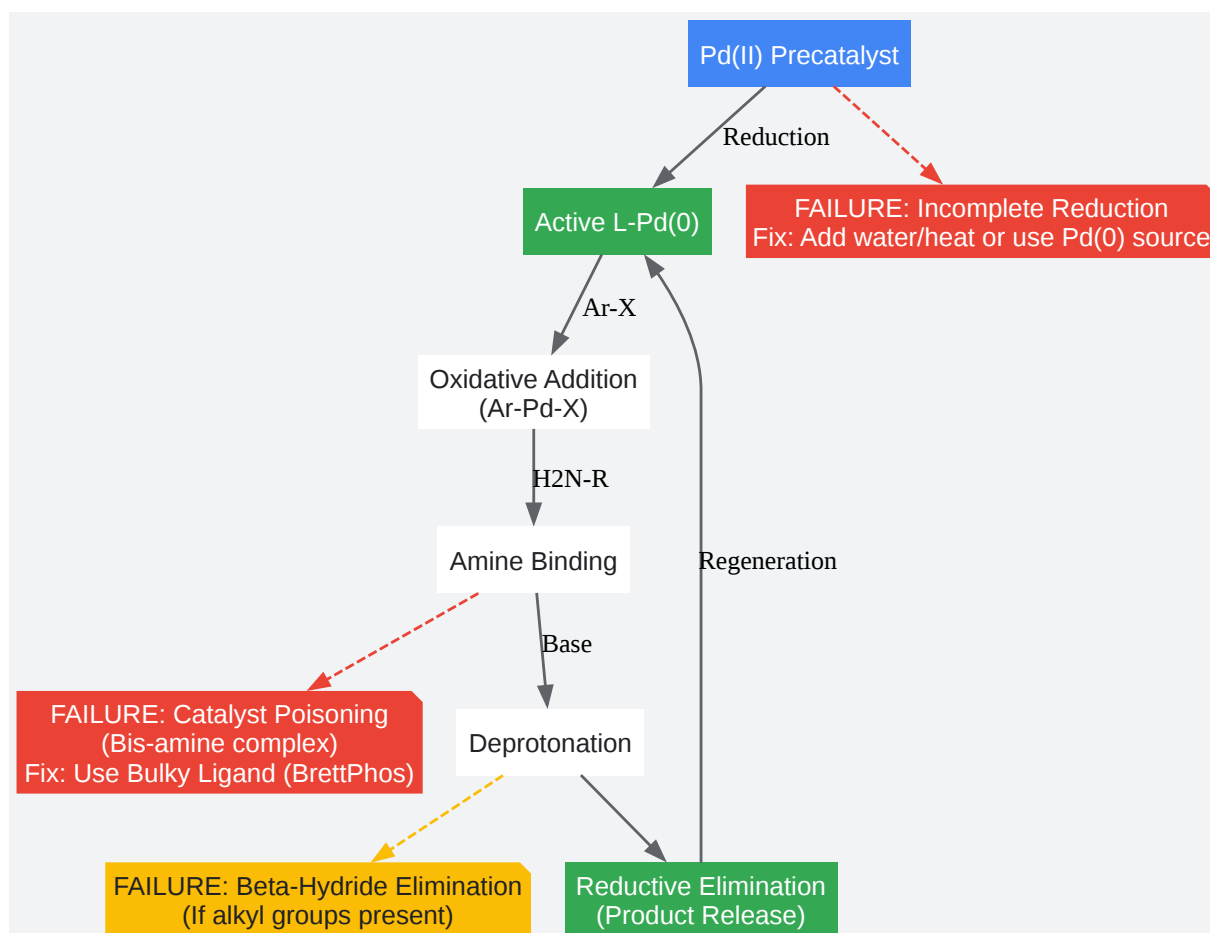 Pd(II) Precatalyst
Reduction
Active L-Pd(0)
FAILURE: Incomplete Reduction
Fix: Add water/heat or use Pd(0) source
Ar-X
Oxidative Addition
(Ar-Pd-X)
H2N-R
Amine Binding
Regeneration
Base
FAILURE: Catalyst Poisoning
(Bis-amine complex)
Fix: Use Bulky Ligand (BrettPhos)
Deprotonation
FAILURE: Beta-Hydride Elimination
(If alkyl groups present)
Reductive Elimination
(Product Release)